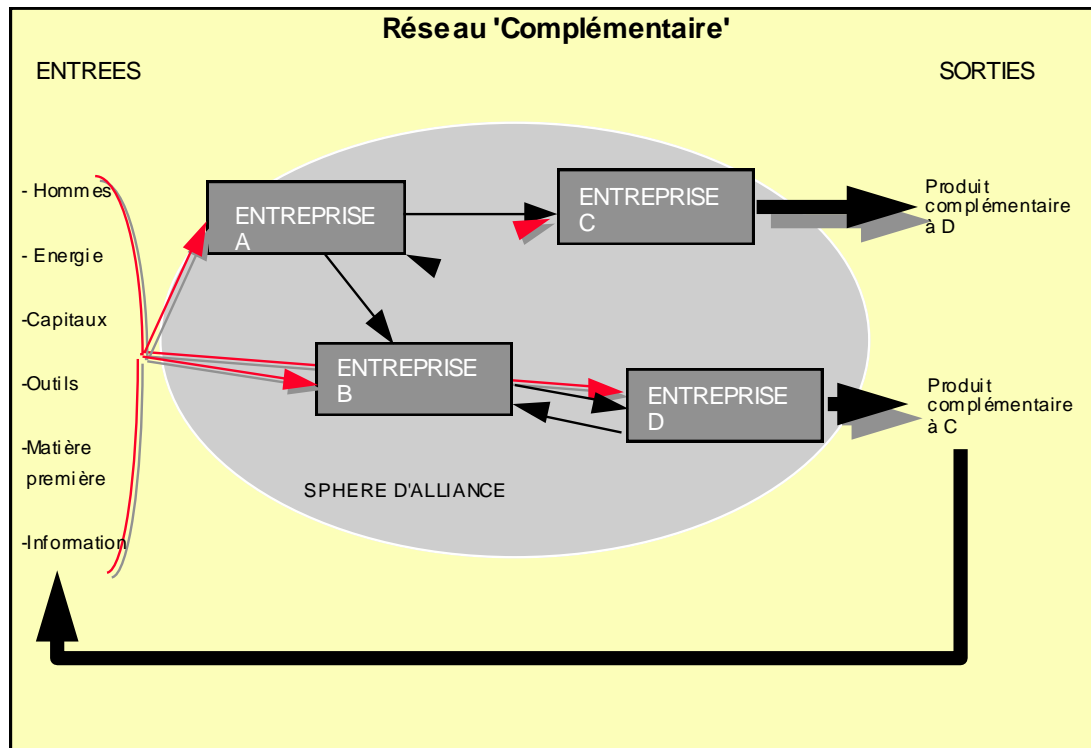 Réseau 'Complémentaire'
ENTREES
SORTIES
- Hommes
- Energie
-Capitaux
-Outils
-Matière
première
-Information
ENTREPRISE
A
ENTREPRISE
C
ENTREPRISE
B
ENTREPRISE
D
SPHERE D'ALLIANCE
Produit
complémentaire
à D
Produit
complémentaire
à C